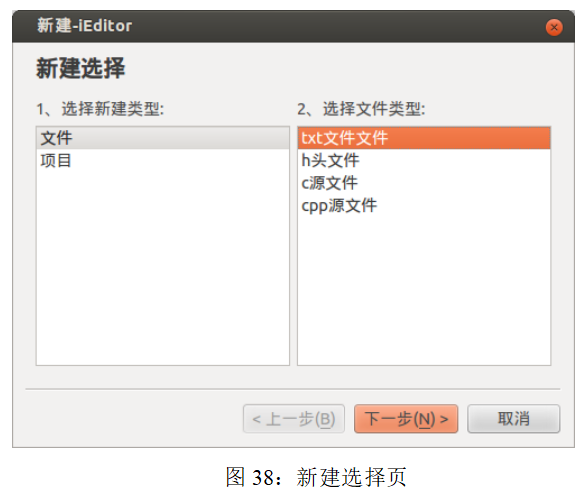 新建-iEditor
新建选择
1、选择新建类型:
2、选择文件类型:
文件
项目
txt文件文件
h头文件
c源文件
cpp源文件
< 上一步(B)
下一步(N) >
取消
图 38：新建选择页